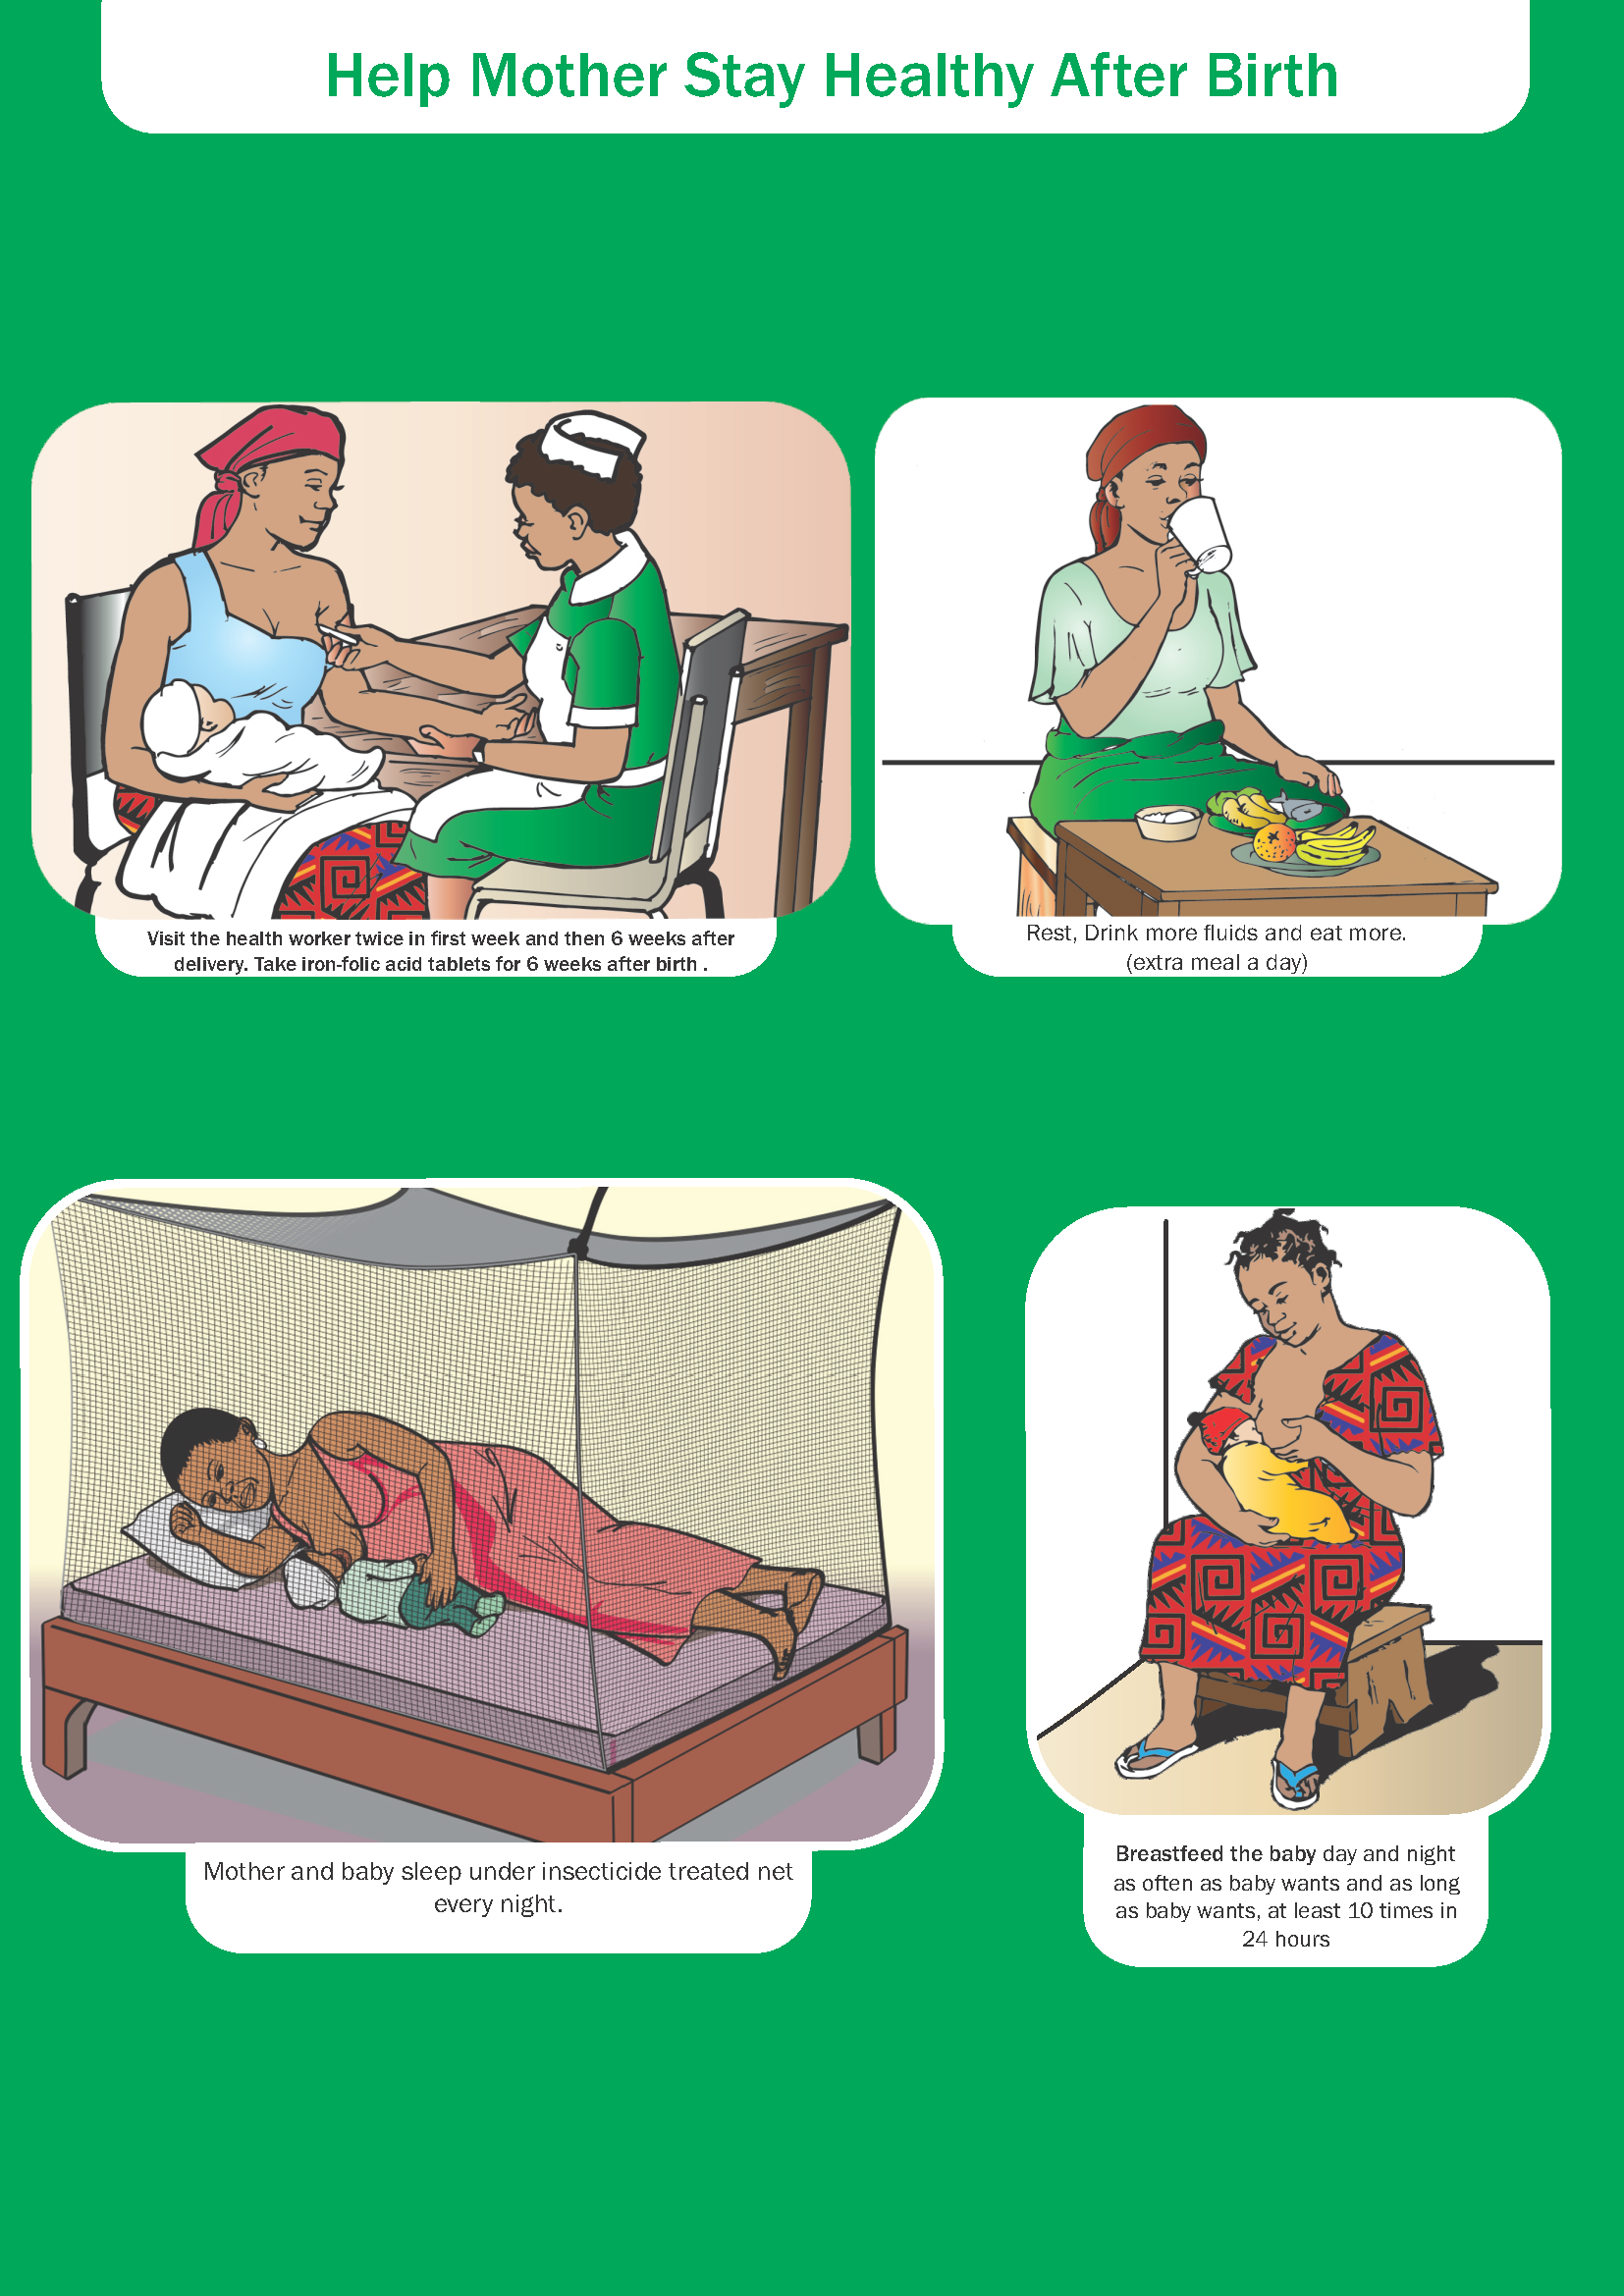 Help Mother Stay Healthy After Birth
Visit the health worker twice in first week and then 6 weeks after
delivery. Take iron-folic acid tablets for 6 weeks after birth .
Rest, Drink more fluids and eat more.
(extra meal a day)
Mother and baby sleep under insecticide treated net
every night.
Breastfeed the baby day and night
as often as baby wants and as long
as baby wants, at least 10 times in
24 hours